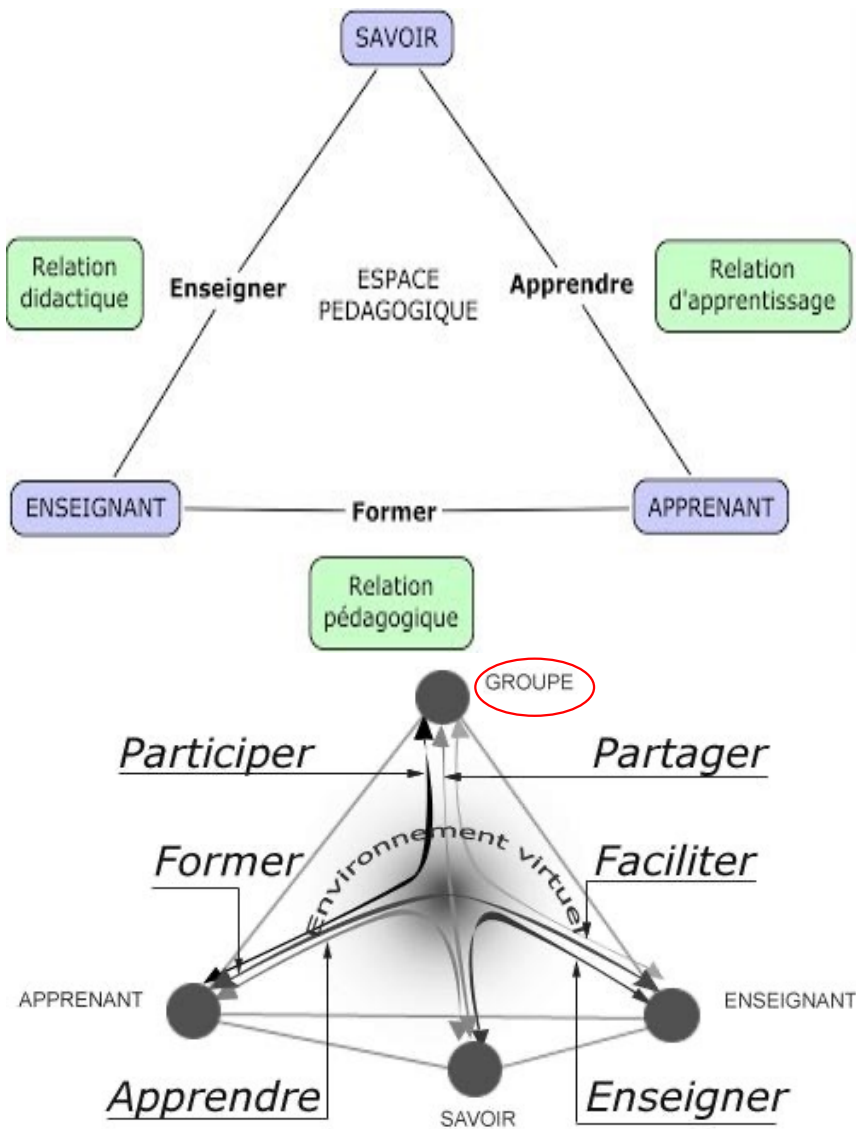 SAVOIR
Relation
didactique
Enseigner
ESPACE
PEDAGOGIQUE
Apprendre
Relation
d'apprentissage
ENSEIGNANT
Former
APPRENANT
Relation
pédagogique
GROUPE
Participer
Partager
Environnement virtuel
Former
Faciliter
APPRENANT
ENSEIGNANT
Apprendre
SAVOIR
Enseigner